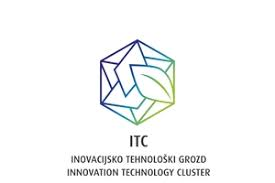 ITC
INOVACIJSKO TEHNOLOŠKI GROZD
INNOVATION TECHNOLOGY CLUSTER